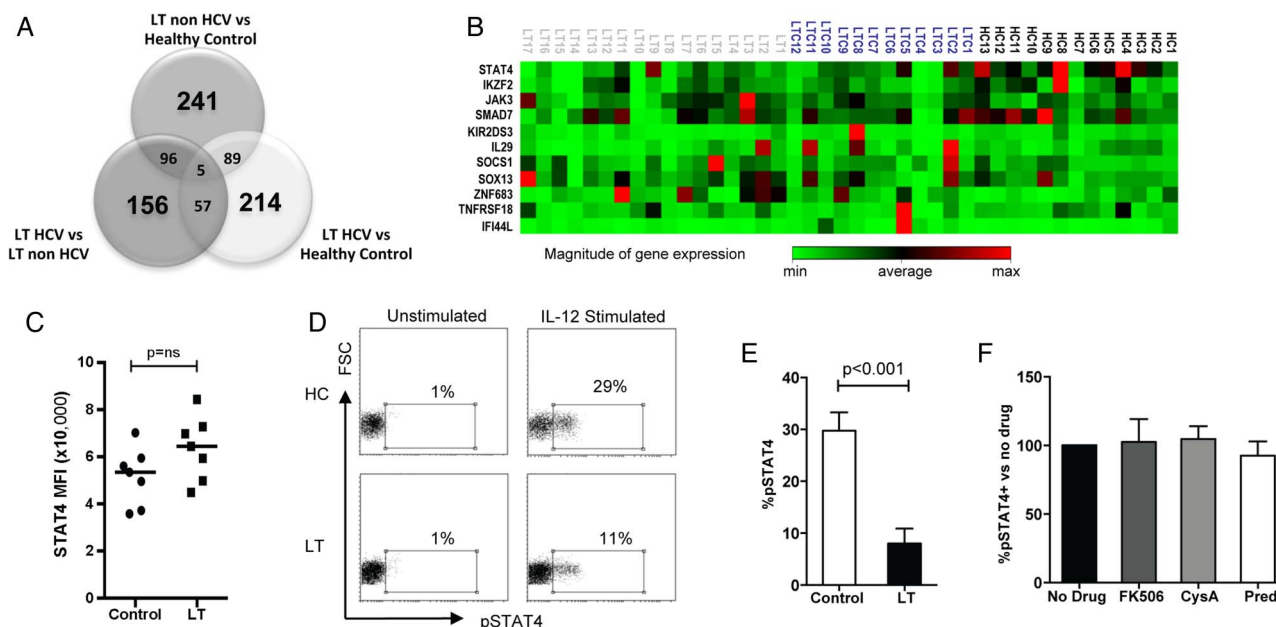 A
LT non HCV vs
Healthy Control
241
96
5
89
156
57
214
LT HCV vs
LT non HCV
LT HCV vs
Healthy Control
B
LT17 LT16 LT15 LT14 LT13 LT12 LT11 LT10 LT9 LT8 LT7 LT6 LT5 LT4 LT3 LT2 LT1 LTC12 LTC11 LTC10 LTC9 LTC8 LTC7 LTC6 LTC5 LTC4 LTC3 LTC2 LTC1 HC13 HC12 HC11 HC10 HC9 HC8 HC7 HC6 HC5 HC4 HC3 HC2 HC1
STAT4
IKZF2
JAK3
SMAD7
KIR2DS3
IL29
SOCS1
SOX13
ZNF683
TNFRSF18
IFI44L
Magnitude of gene expression
min average max
C
p=ns
STAT4 MFI (x10,000)
10
8
6
4
2
0
Control LT
D
Unstimulated IL-12 Stimulated
FSC
HC
1% 29%
LT
1% 11%
pSTAT4
E
p<0.001
%pSTAT4
40
30
20
10
0
Control LT
F
%pSTAT4+ vs no drug
150
100
50
0
No Drug FK506 CysA Pred